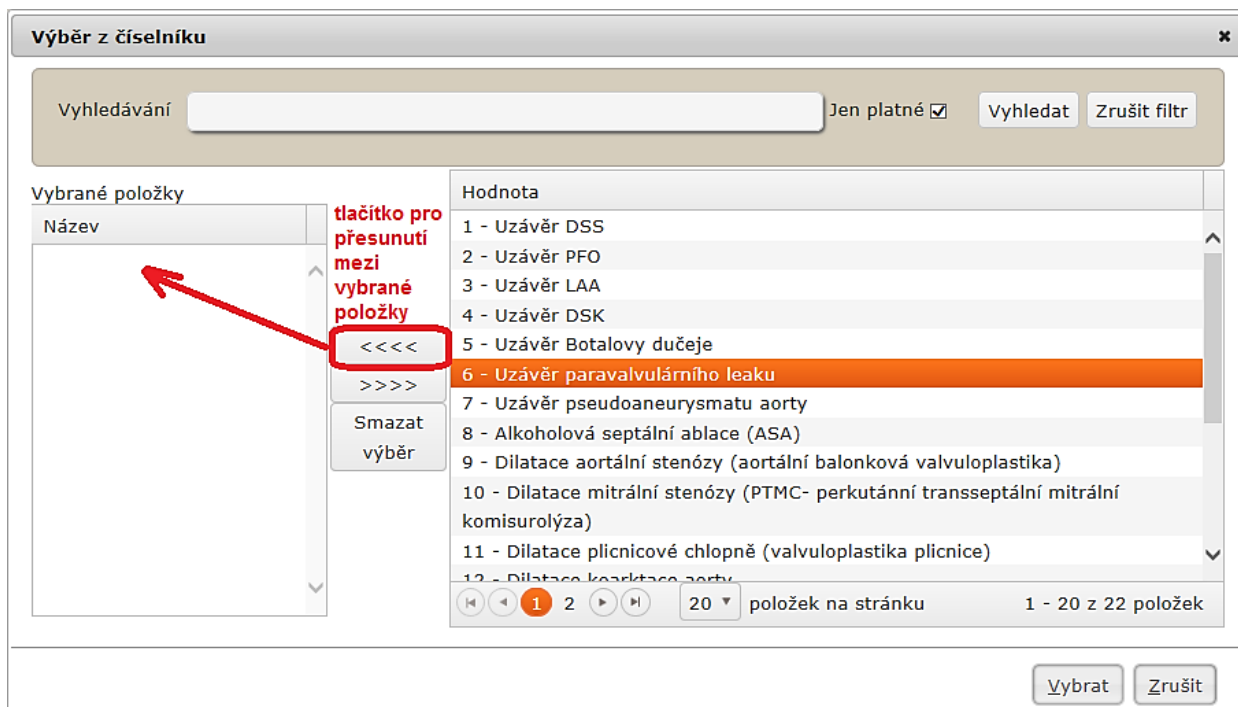 Výběr z číselníku
Vyhledávání
Jen platné
Vyhledat
Zrušit filtr
Vybrané položky
Název
tlačítko pro
přesunutí
mezi
vybrané
položky
<<<<
>>>>
Smazat
výběr
Hodnota
1 - Uzávěr DSS
2 - Uzávěr PFO
3 - Uzávěr LAA
4 - Uzávěr DSK
5 - Uzávěr Botalovy dučeje
6 - Uzávěr paravalvulárního leaku
7 - Uzávěr pseudoaneurysmatu aorty
8 - Alkoholová septální ablace (ASA)
9 - Dilatace aortální stenózy (aortální balonková valvuloplastika)
10 - Dilatace mitrální stenózy (PTMC- perkutánní transseptální mitrální
komisurolýza)
11 - Dilatace plicnicové chlopně (valvuloplastika plicnice)
12 - Dilatace koarktace aorty
1 2
20 položek na stránku
1 - 20 z 22 položek
Vybrat
Zrušit